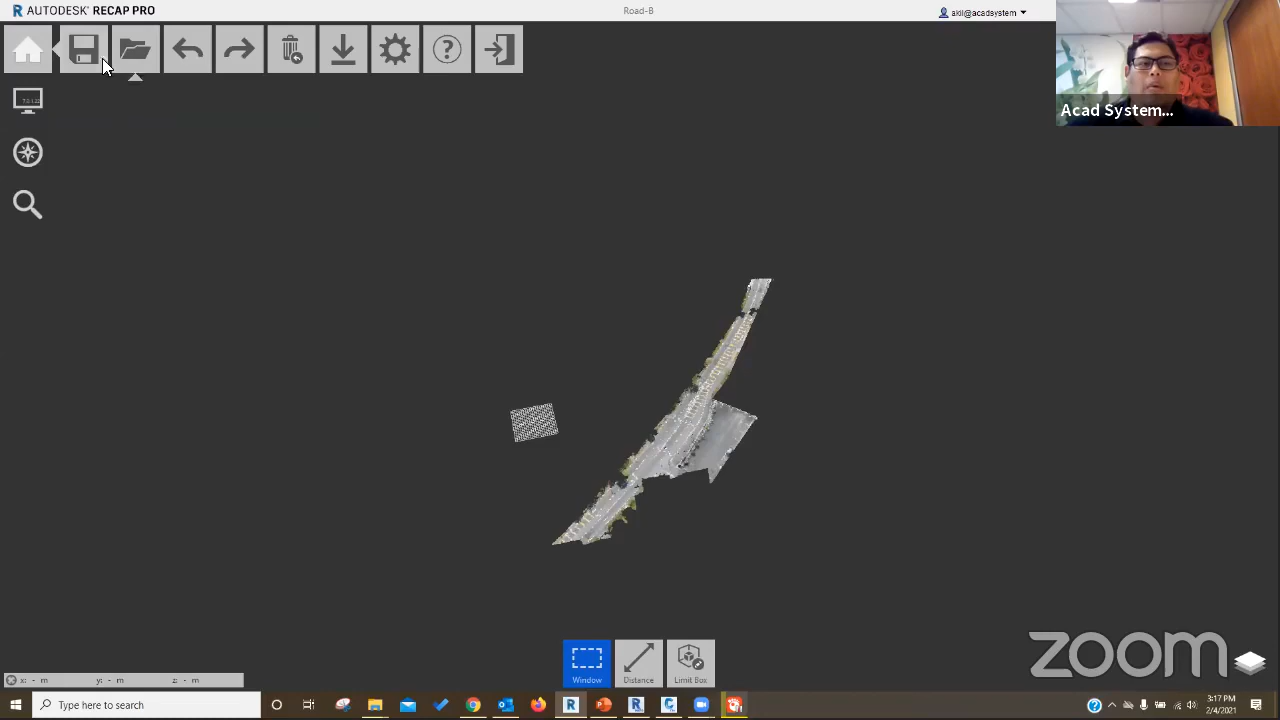 R AUTODESK® RECAP PRO
Road-B
akil@acadsystem
Acad System...
Window
Distance
Limit Box
x: - m y: - m z: - m
zoom
Type here to search
3:17 PM
2/4/2021